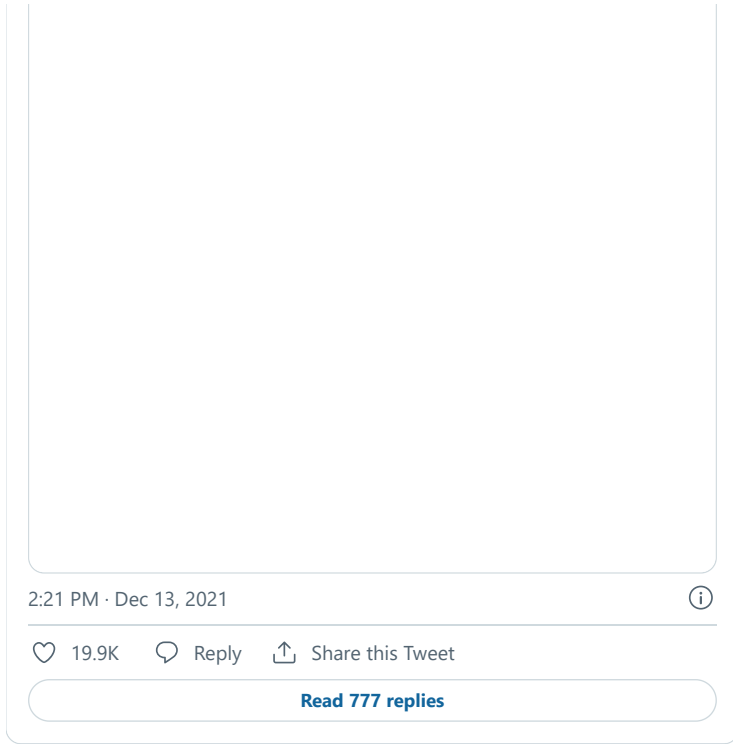 2:21 PM · Dec 13, 2021
19.9K Reply Share this Tweet
Read 777 replies